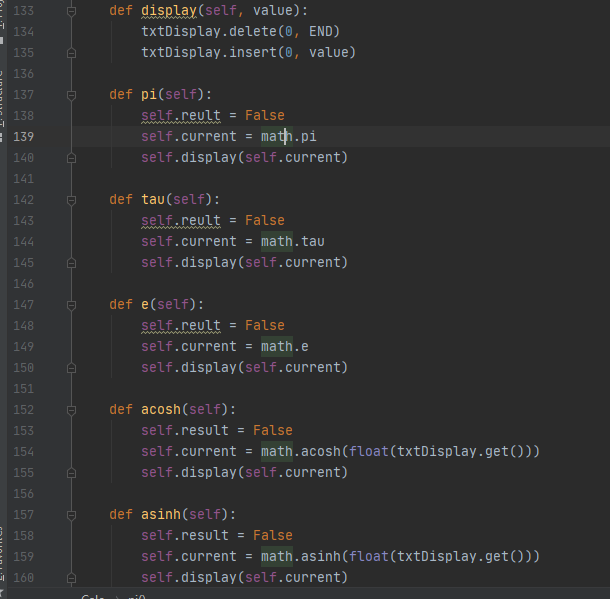 133 def display(self, value):
134 txtDisplay.delete(0, END)
135 txtDisplay.insert(0, value)
136
137 def pi(self):
138 self.reult = False
139 self.current = math.pi
140 self.display(self.current)
141
142 def tau(self):
143 self.reult = False
144 self.current = math.tau
145 self.display(self.current)
146
147 def e(self):
148 self.reult = False
149 self.current = math.e
150 self.display(self.current)
151
152 def acosh(self):
153 self.result = False
154 self.current = math.acosh(float(txtDisplay.get()))
155 self.display(self.current)
156
157 def asinh(self):
158 self.result = False
159 self.current = math.asinh(float(txtDisplay.get()))
160 self.display(self.current)